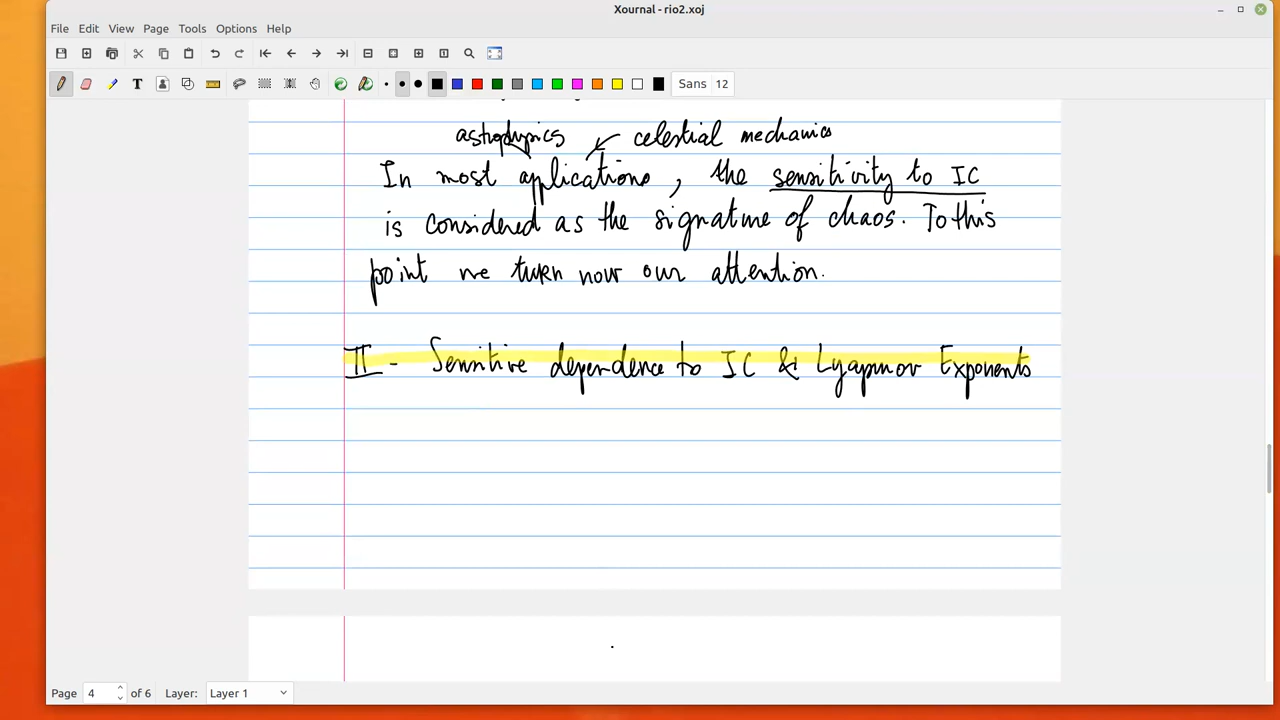 Xournal - rio2.xoj
File Edit View Page Tools Options Help
T Sans 12
astrophysics celestial mechanics
In most applications, the sensitivity to IC
is considered as the signature of chaos. To this
point we turn now our attention.
II - Sensitive dependence to IC & Lyapunov Exponents
Page 4 of 6 Layer: Layer 1